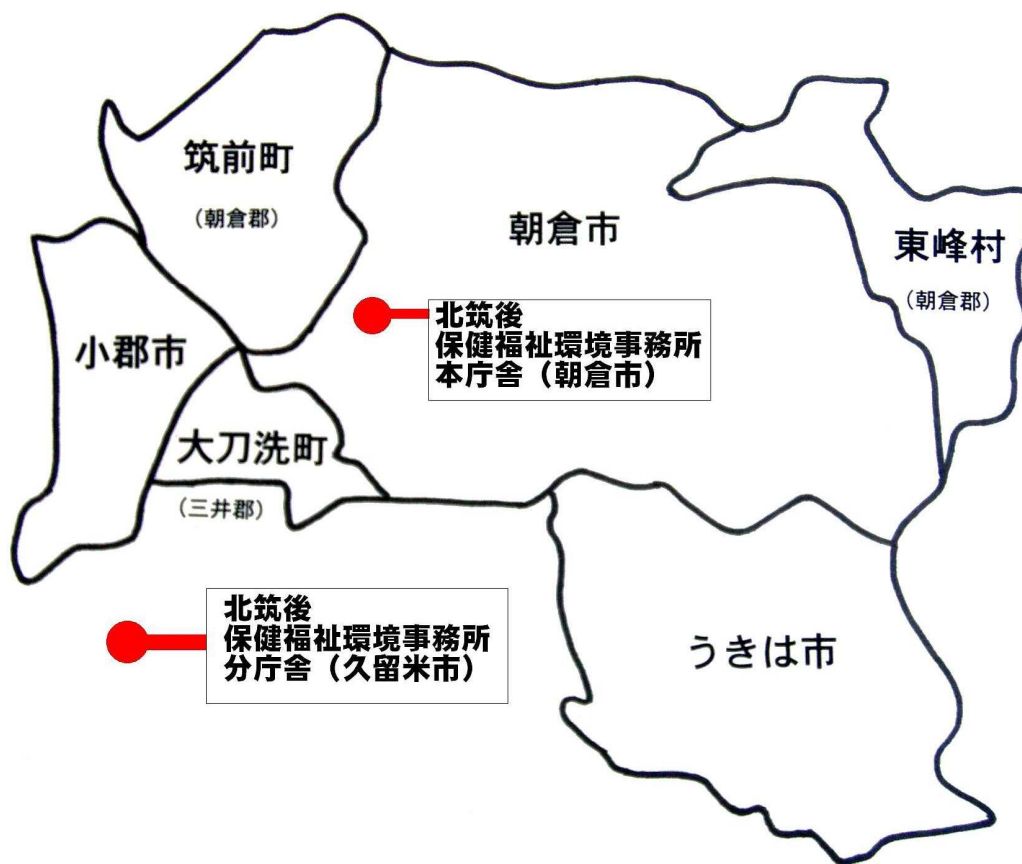 筑前町
（朝倉郡）
朝倉市
東峰村
（朝倉郡）
北筑後
保健福祉環境事務所
本庁舎（朝倉市）
小郡市
大刀洗町
（三井郡）
北筑後
保健福祉環境事務所
分庁舎（久留米市）
うきは市